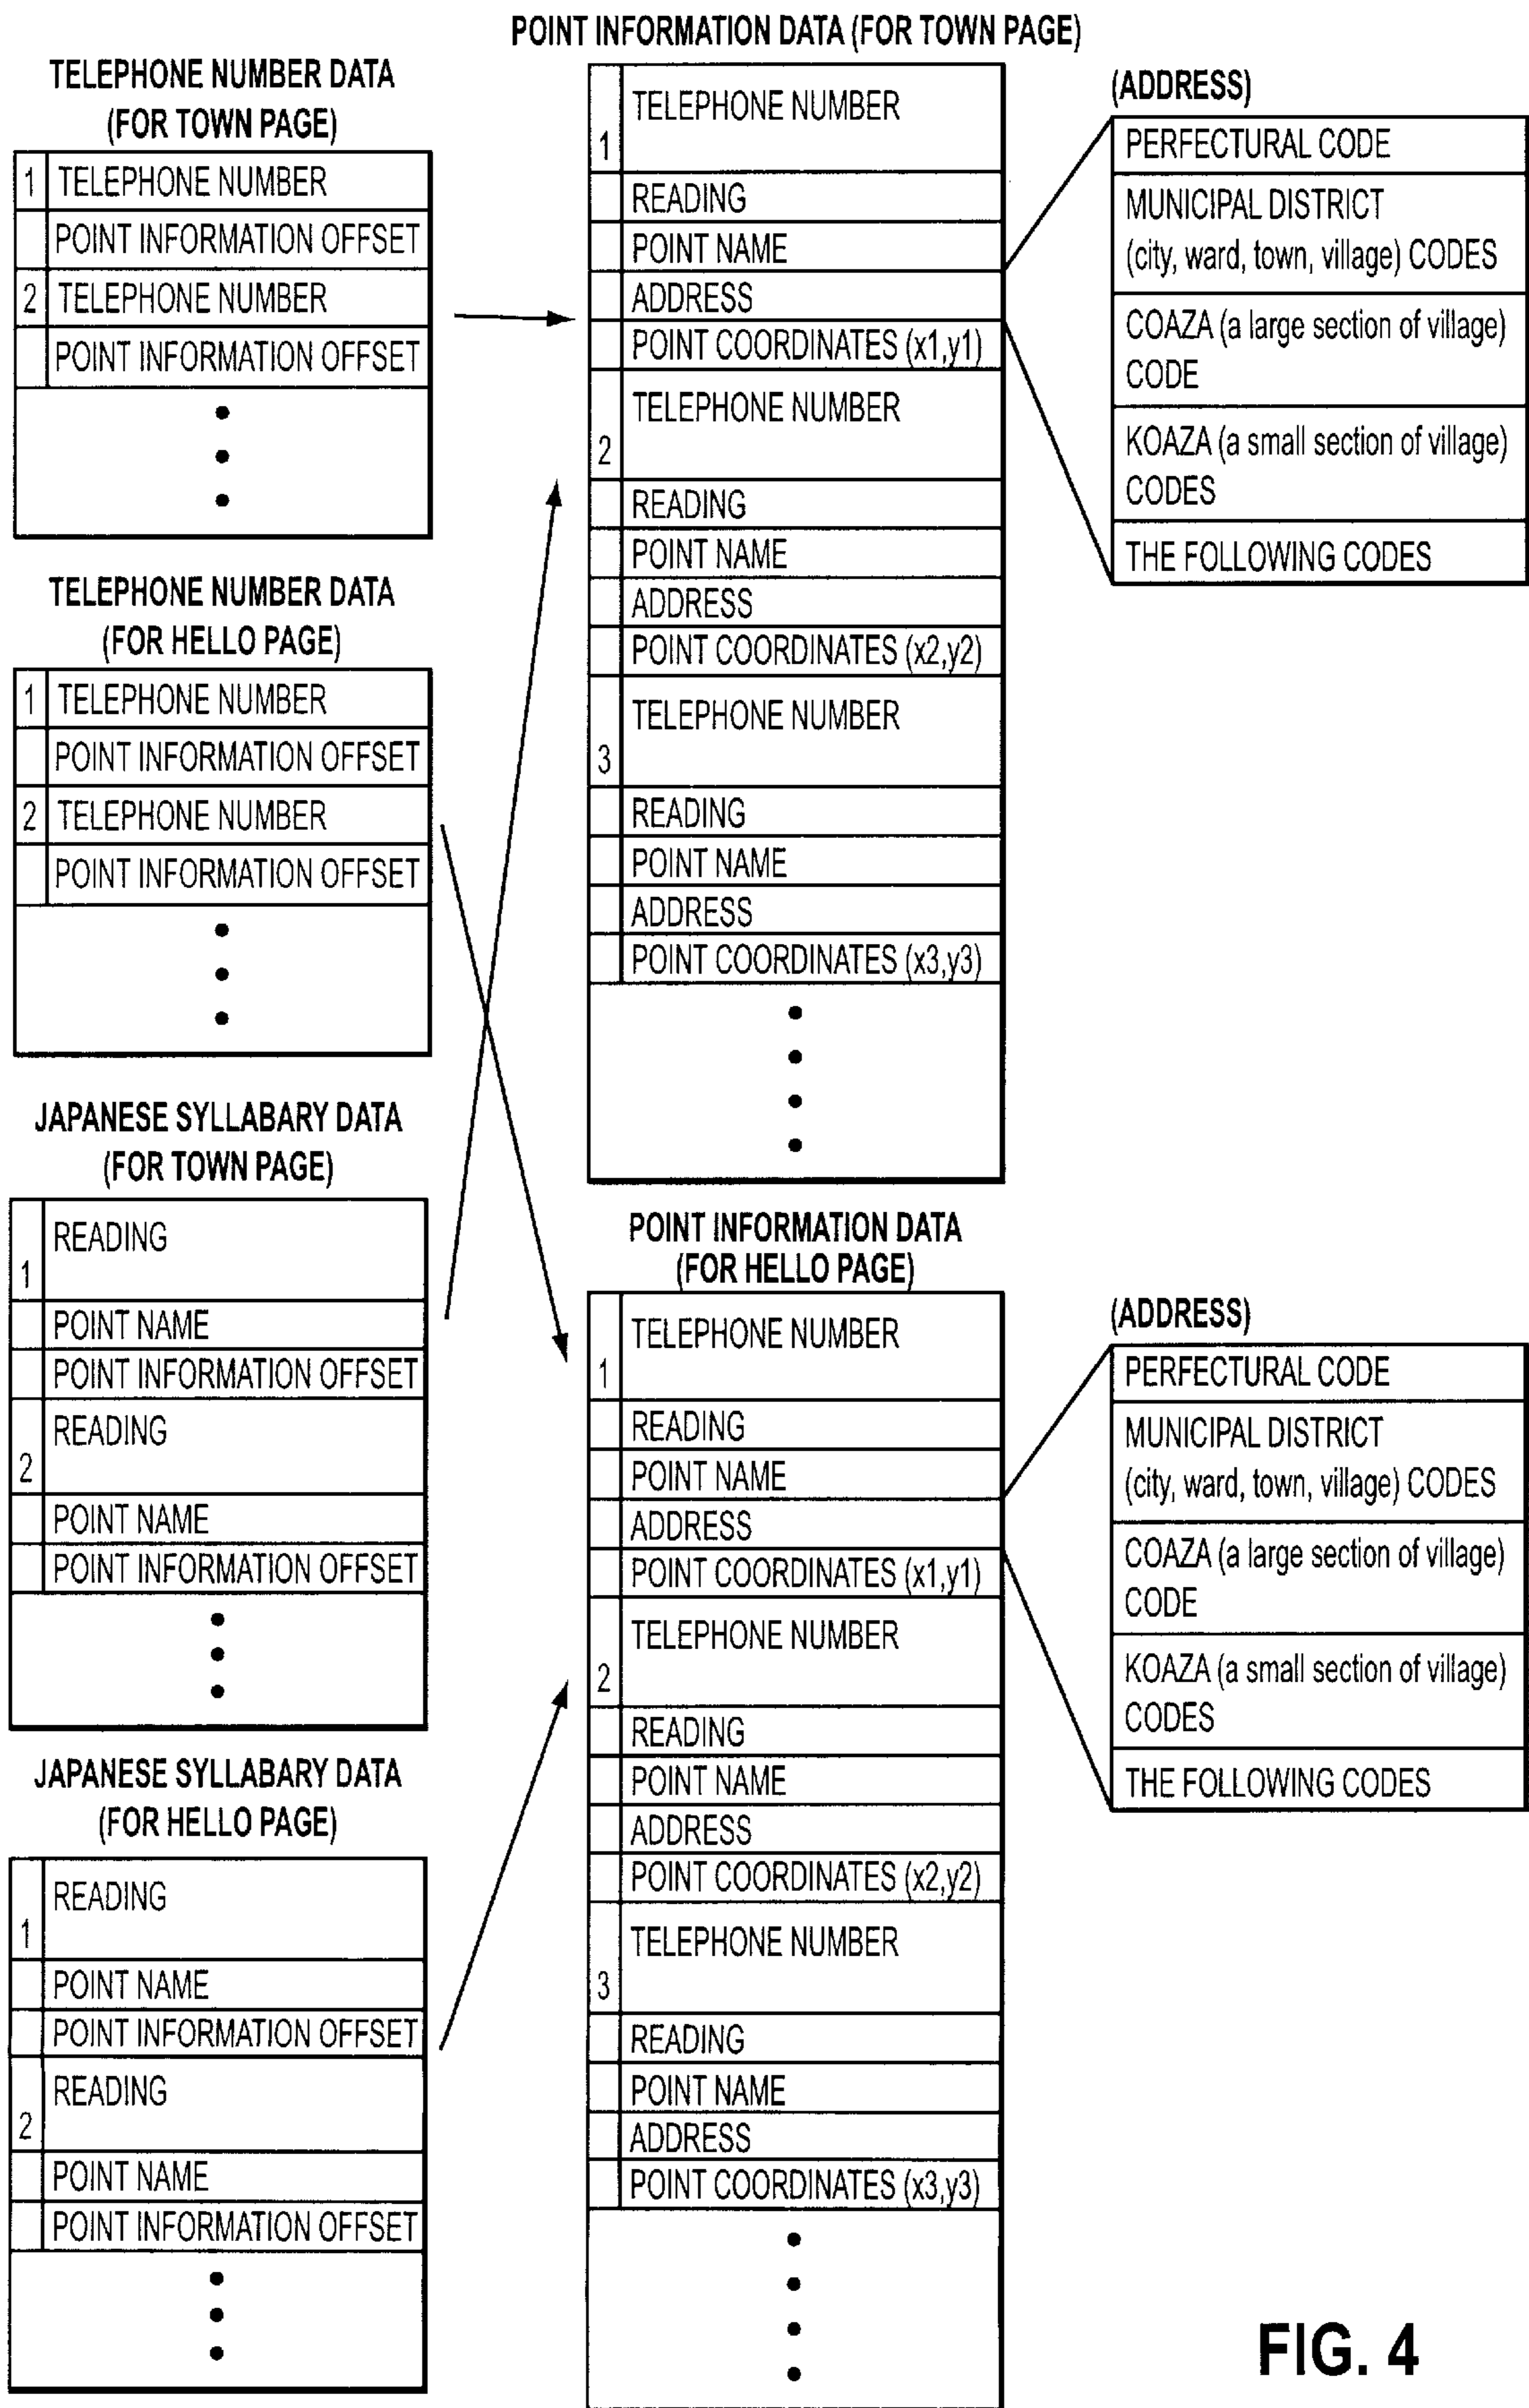 TELEPHONE NUMBER DATA
(FOR TOWN PAGE)
1 TELEPHONE NUMBER
POINT INFORMATION OFFSET
2 TELEPHONE NUMBER
POINT INFORMATION OFFSET
TELEPHONE NUMBER DATA
(FOR HELLO PAGE)
1 TELEPHONE NUMBER
POINT INFORMATION OFFSET
2 TELEPHONE NUMBER
POINT INFORMATION OFFSET
JAPANESE SYLLABARY DATA
(FOR TOWN PAGE)
1 READING
POINT NAME
POINT INFORMATION OFFSET
2 READING
POINT NAME
POINT INFORMATION OFFSET
JAPANESE SYLLABARY DATA
(FOR HELLO PAGE)
1 READING
POINT NAME
POINT INFORMATION OFFSET
2 READING
POINT NAME
POINT INFORMATION OFFSET
POINT INFORMATION DATA (FOR TOWN PAGE)
1 TELEPHONE NUMBER
READING
POINT NAME
ADDRESS
POINT COORDINATES (x1,y1)
2 TELEPHONE NUMBER
READING
POINT NAME
ADDRESS
POINT COORDINATES (x2,y2)
3 TELEPHONE NUMBER
READING
POINT NAME
ADDRESS
POINT COORDINATES (x3,y3)
POINT INFORMATION DATA
(FOR HELLO PAGE)
1 TELEPHONE NUMBER
READING
POINT NAME
ADDRESS
POINT COORDINATES (x1,y1)
2 TELEPHONE NUMBER
READING
POINT NAME
ADDRESS
POINT COORDINATES (x2,y2)
3 TELEPHONE NUMBER
READING
POINT NAME
ADDRESS
POINT COORDINATES (x3,y3)
(ADDRESS)
PERFECTURAL CODE
MUNICIPAL DISTRICT
(city, ward, town, village) CODES
COAZA (a large section of village)
CODE
KOAZA (a small section of village)
CODES
THE FOLLOWING CODES
(ADDRESS)
PERFECTURAL CODE
MUNICIPAL DISTRICT
(city, ward, town, village) CODES
COAZA (a large section of village)
CODE
KOAZA (a small section of village)
CODES
THE FOLLOWING CODES
FIG. 4